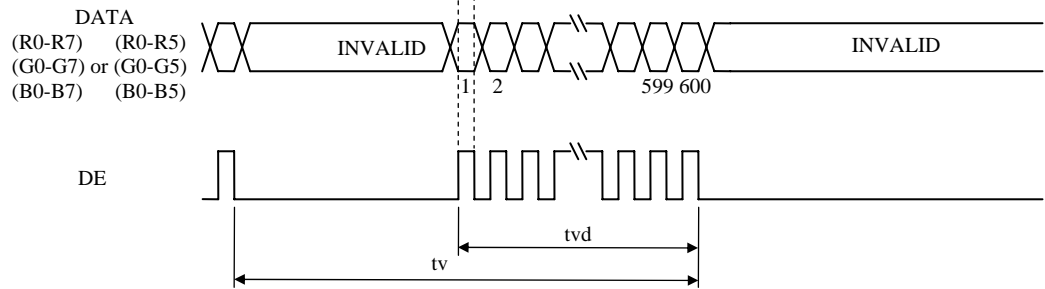 DATA
(R0-R7) (R0-R5)
(G0-G7) or (G0-G5)
(B0-B7) (B0-B5)
INVALID INVALID
1 2 599 600
DE
tvd
tv